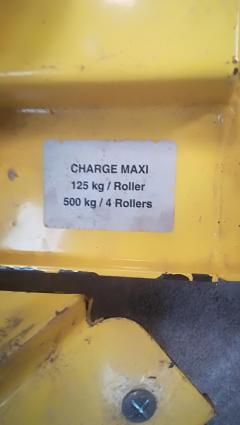 CHARGE MAXI
125 kg / Roller
500 kg / 4 Rollers